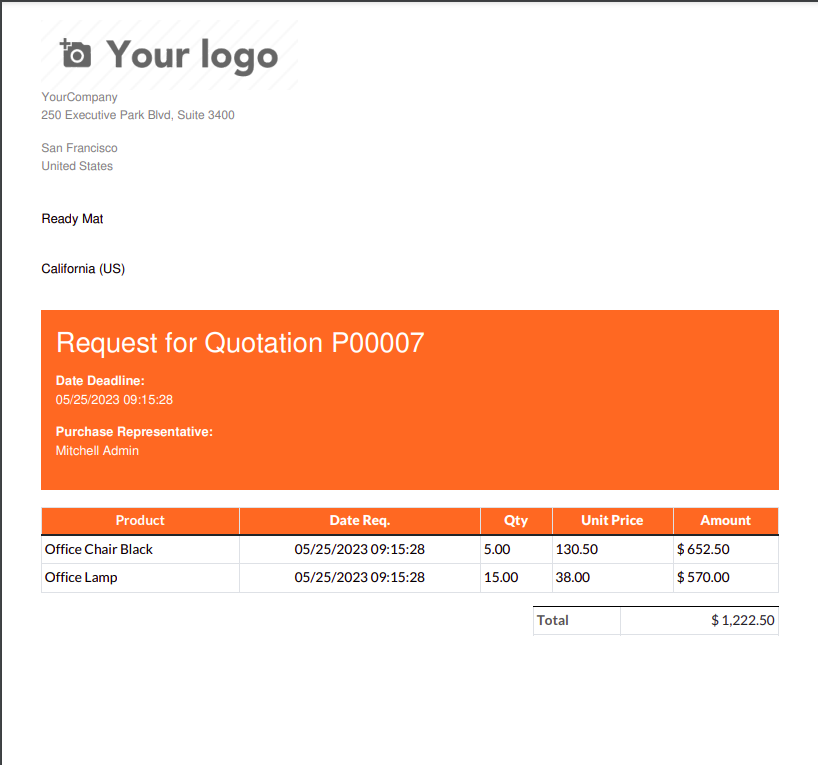 Your logo
YourCompany
250 Executive Park Blvd, Suite 3400
San Francisco
United States
Ready Mat
California (US)
Request for Quotation P00007
Date Deadline:
05/25/2023 09:15:28
Purchase Representative:
Mitchell Admin
Product Date Req. Qty Unit Price Amount
Office Chair Black 05/25/2023 09:15:28 5.00 130.50 $ 652.50
Office Lamp 05/25/2023 09:15:28 15.00 38.00 $ 570.00
Total $ 1,222.50